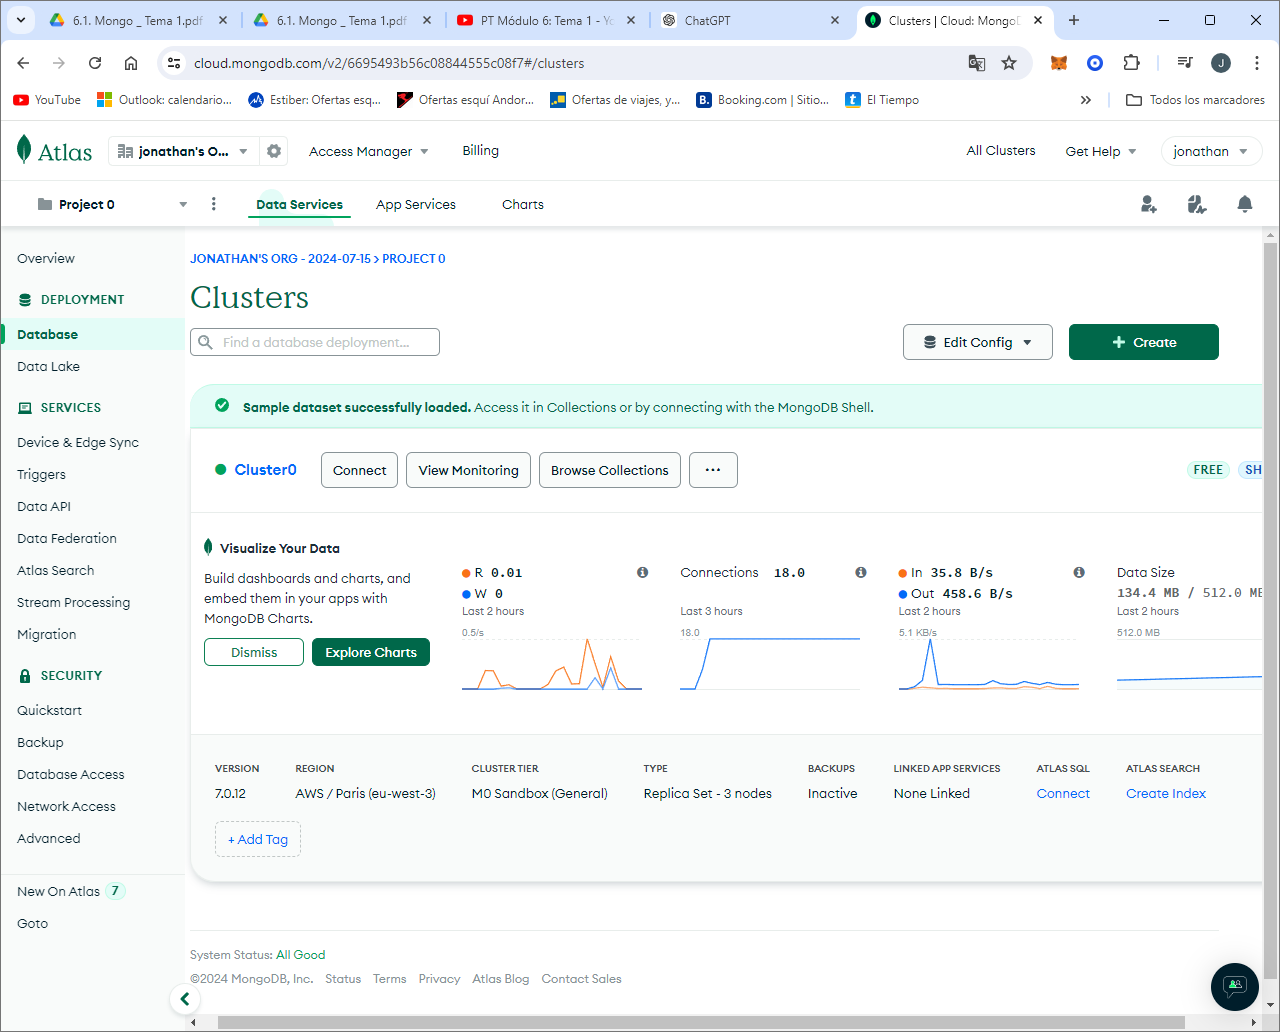 6.1. Mongo _ Tema 1.pdf
6.1. Mongo _ Tema 1.pdf
PT Módulo 6: Tema 1 - Yo
ChatGPT
Clusters | Cloud: MongoD
cloud.mongodb.com/v2/6695493b56c08844555c08f7#/clusters
J
YouTube
Outlook: calendario...
Estiber: Ofertas esq...
Ofertas esquí Andor...
Ofertas de viajes, y...
B.
Booking.com | Sitio...
t
El Tiempo
Todos los marcadores
Atlas
jonathan's O...
Access Manager
Billing
All Clusters
Get Help
jonathan
Project 0
Data Services
App Services
Charts
Overview
DEPLOYMENT
Database
Data Lake
SERVICES
Device & Edge Sync
Triggers
Data API
Data Federation
Atlas Search
Stream Processing
Migration
SECURITY
Quickstart
Backup
Database Access
Network Access
Advanced
New On Atlas 7
Goto
JONATHAN'S ORG - 2024-07-15 > PROJECT 0
Clusters
Find a database deployment...
Edit Config
+ Create
Sample dataset successfully loaded. Access it in Collections or by connecting with the MongoDB Shell.
Cluster0
Connect
View Monitoring
Browse Collections
...
FREE
SH
Visualize Your Data
Build dashboards and charts, and
embed them in your apps with
MongoDB Charts.
Dismiss
Explore Charts
R 0.01
W 0
Last 2 hours
0.5/s
Connections 18.0
Last 3 hours
18.0
In 35.8 B/s
Out 458.6 B/s
Last 2 hours
5.1 KB/s
Data Size
134.4 MB / 512.0 MB
Last 2 hours
512.0 MB
VERSION
7.0.12
REGION
AWS / Paris (eu-west-3)
CLUSTER TIER
M0 Sandbox (General)
TYPE
Replica Set - 3 nodes
BACKUPS
Inactive
LINKED APP SERVICES
None Linked
ATLAS SQL
Connect
ATLAS SEARCH
Create Index
+ Add Tag
System Status: All Good
©2024 MongoDB, Inc. Status Terms Privacy Atlas Blog Contact Sales